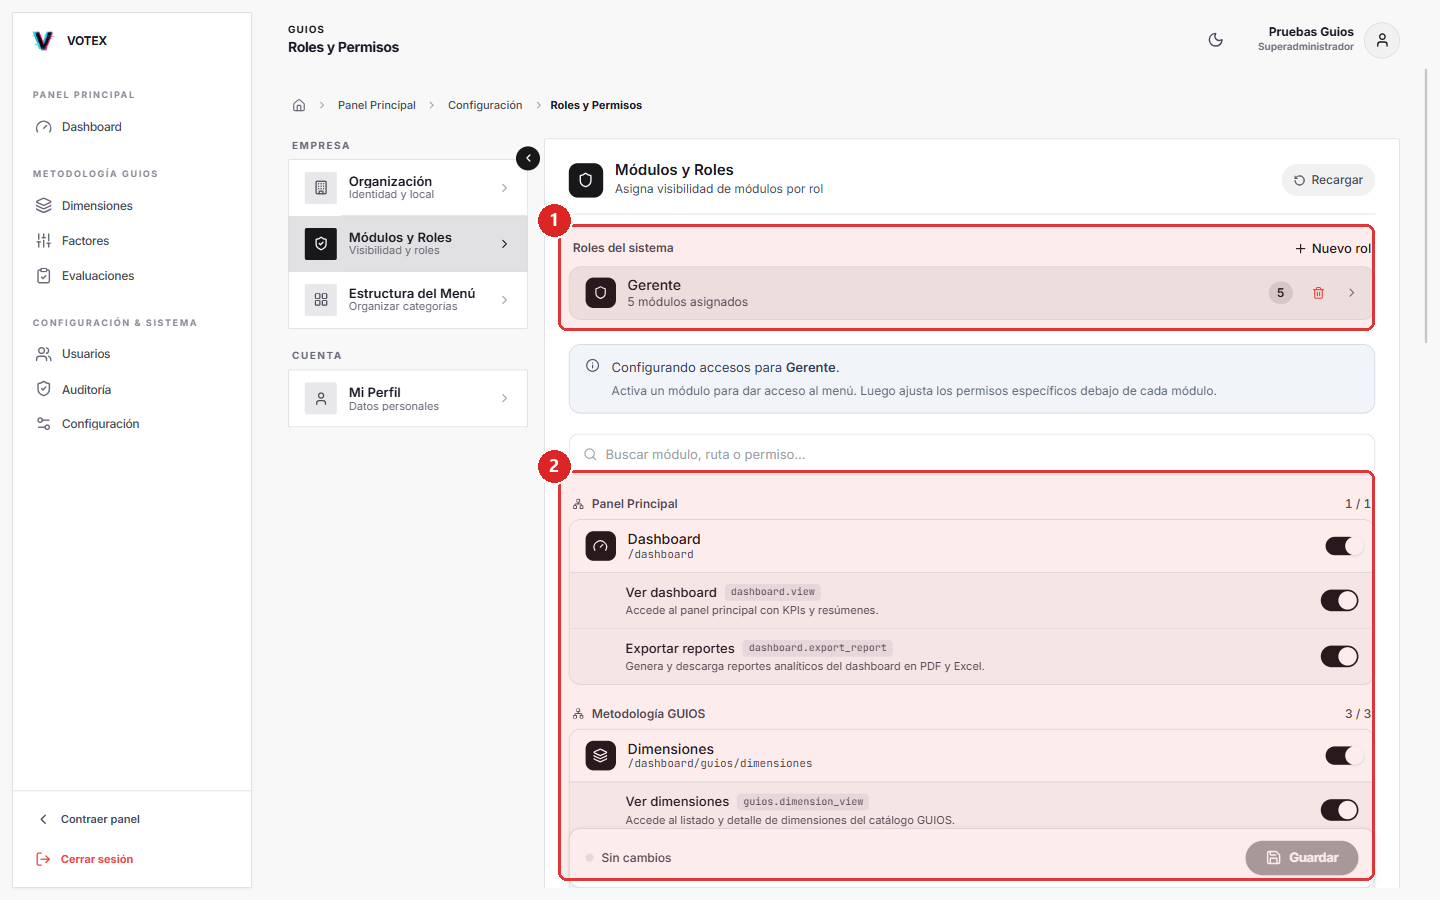 VOTEX
PANEL PRINCIPAL
Dashboard
METODOLOGÍA GUIOS
Dimensiones
Factores
Evaluaciones
CONFIGURACIÓN & SISTEMA
Usuarios
Auditoría
Configuración
Contraer panel
Cerrar sesión
GUIOS
Roles y Permisos
Pruebas Guios
Superadministrador
Panel Principal
Configuración
Roles y Permisos
EMPRESA
Organización
Identidad y local
Módulos y Roles
Visibilidad y roles
Estructura del Menú
Organizar categorías
CUENTA
Mi Perfil
Datos personales
Módulos y Roles
Asigna visibilidad de módulos por rol
Recargar
1
Roles del sistema
Nuevo rol
Gerente
5 módulos asignados
5
Configurando accesos para Gerente.
Activa un módulo para dar acceso al menú. Luego ajusta los permisos específicos debajo de cada módulo.
Buscar módulo, ruta o permiso...
2
Panel Principal
1 / 1
Dashboard
/dashboard
Ver dashboard dashboard.view
Accede al panel principal con KPIs y resúmenes.
Exportar reportes dashboard.export_report
Genera y descarga reportes analíticos del dashboard en PDF y Excel.
Metodología GUIOS
3 / 3
Dimensiones
/dashboard/guios/dimensiones
Ver dimensiones guios.dimension_view
Accede al listado y detalle de dimensiones del catálogo GUIOS.
Sin cambios
Guardar